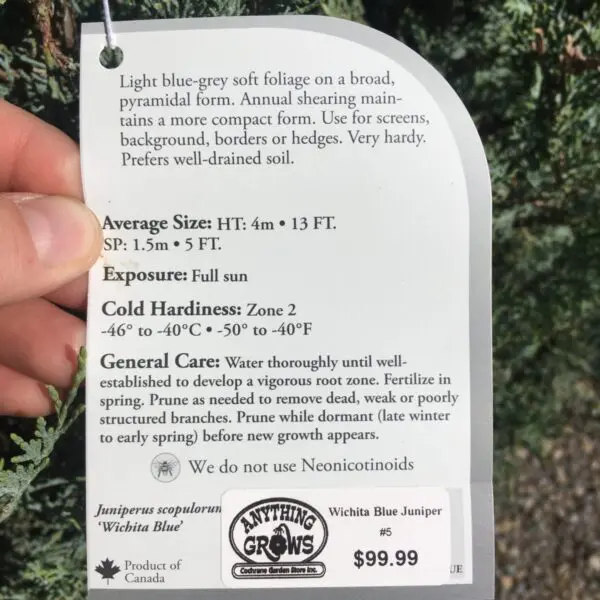 Light blue-grey soft foliage on a broad,
pyramidal form. Annual shearing main-
tains a more compact form. Use for screens,
background, borders or hedges. Very hardy.
Prefers well-drained soil.
Average Size: HT: 4m • 13 FT.
SP: 1.5m • 5 FT.
Exposure: Full sun
Cold Hardiness: Zone 2
-46° to -40°C • -50° to -40°F
General Care: Water thoroughly until well-
established to develop a vigorous root zone. Fertilize in
spring. Prune as needed to remove dead, weak or poorly
structured branches. Prune while dormant (late winter
to early spring) before new growth appears.
We do not use Neonicotinoids
Juniperus scopulorun
'Wichita Blue'
Product of
Canada
ANYTHING
GROWS
Cochrane Garden Store Inc.
Wichita Blue Juniper
#5
$99.99
UE